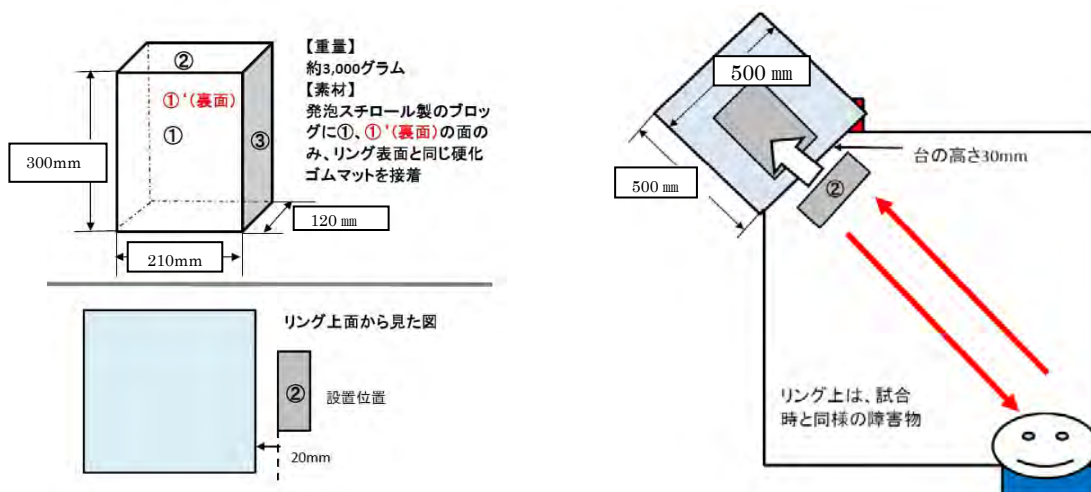 ②
①‘(裏面)
①
③
300mm
210mm
120 ㎜
【重量】
約3,000グラム
【素材】
発泡スチロール製のブロッ
グに①、①‘(裏面)の面の
み、リング表面と同じ硬化
ゴムマットを接着
リング上面から見た図
②
設置位置
20mm
500 ㎜
500 ㎜
台の高さ30mm
②
リング上は、試合
時と同様の障害物